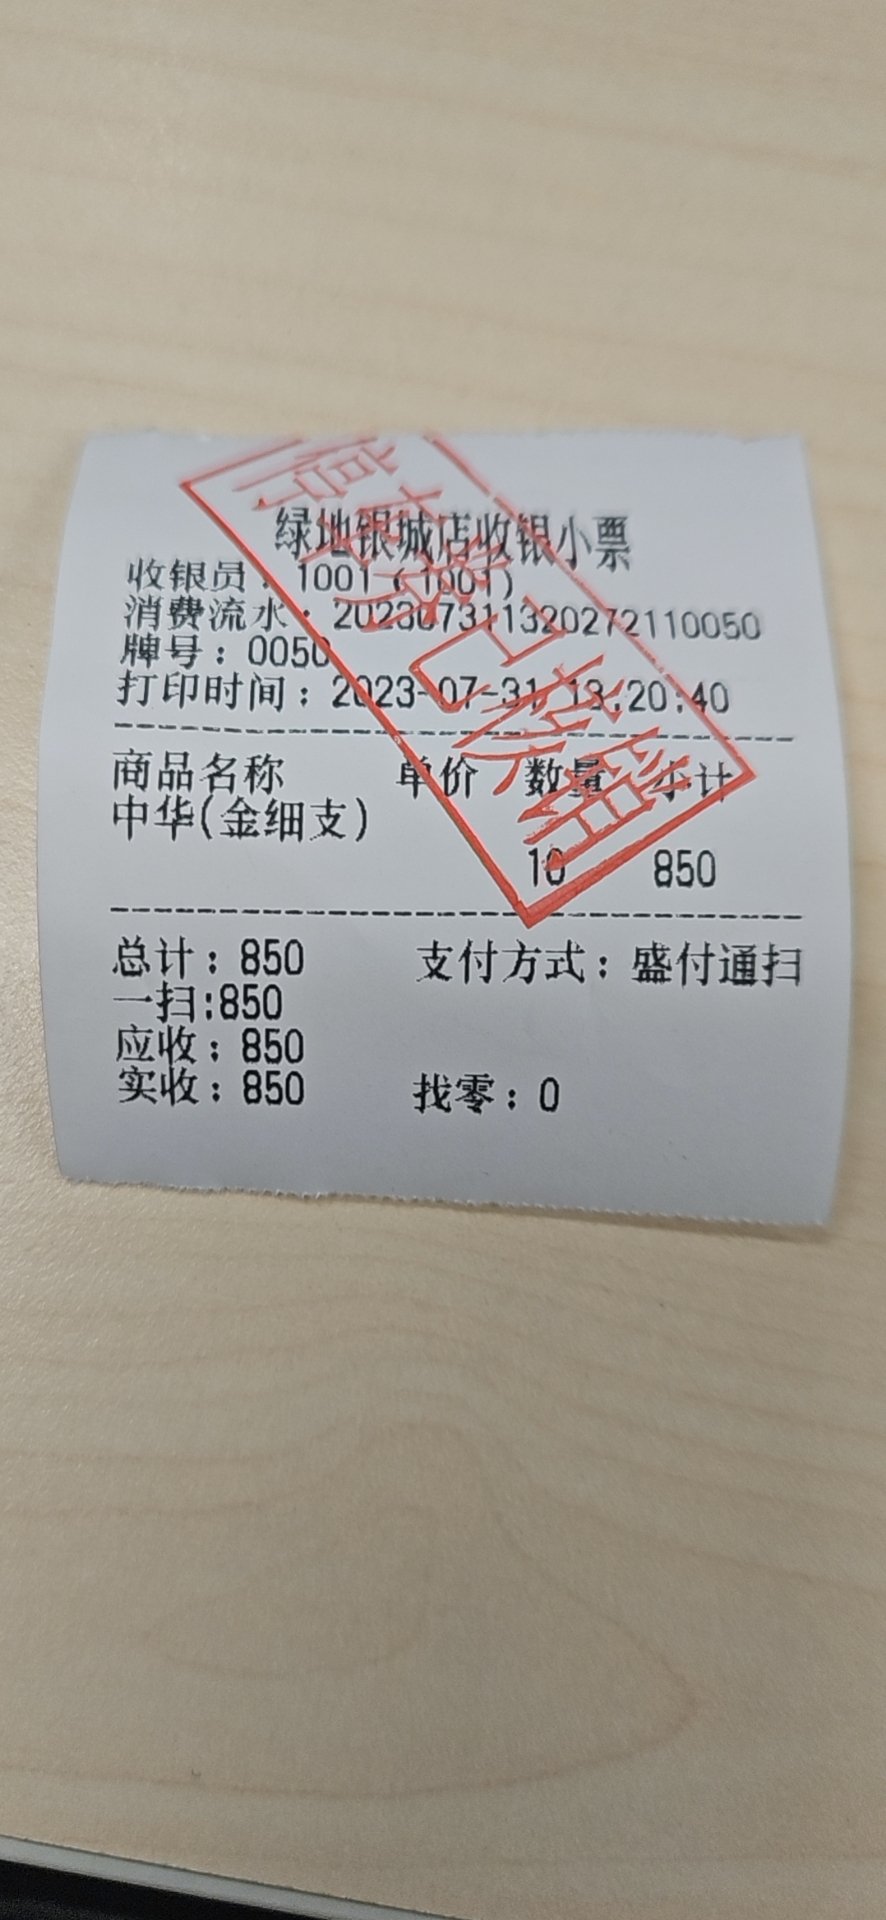 绿地银城店收银小票
收银员：1001（1001）
消费流水：2023073113202721​10050
牌号：0050
打印时间：2023-07-31 13:20:40
商品名称 单价 数量 小计
中华(金细支)
10 850
总计：850 支付方式：盛付通扫
一扫:850
应收：850
实收：850 找零：0